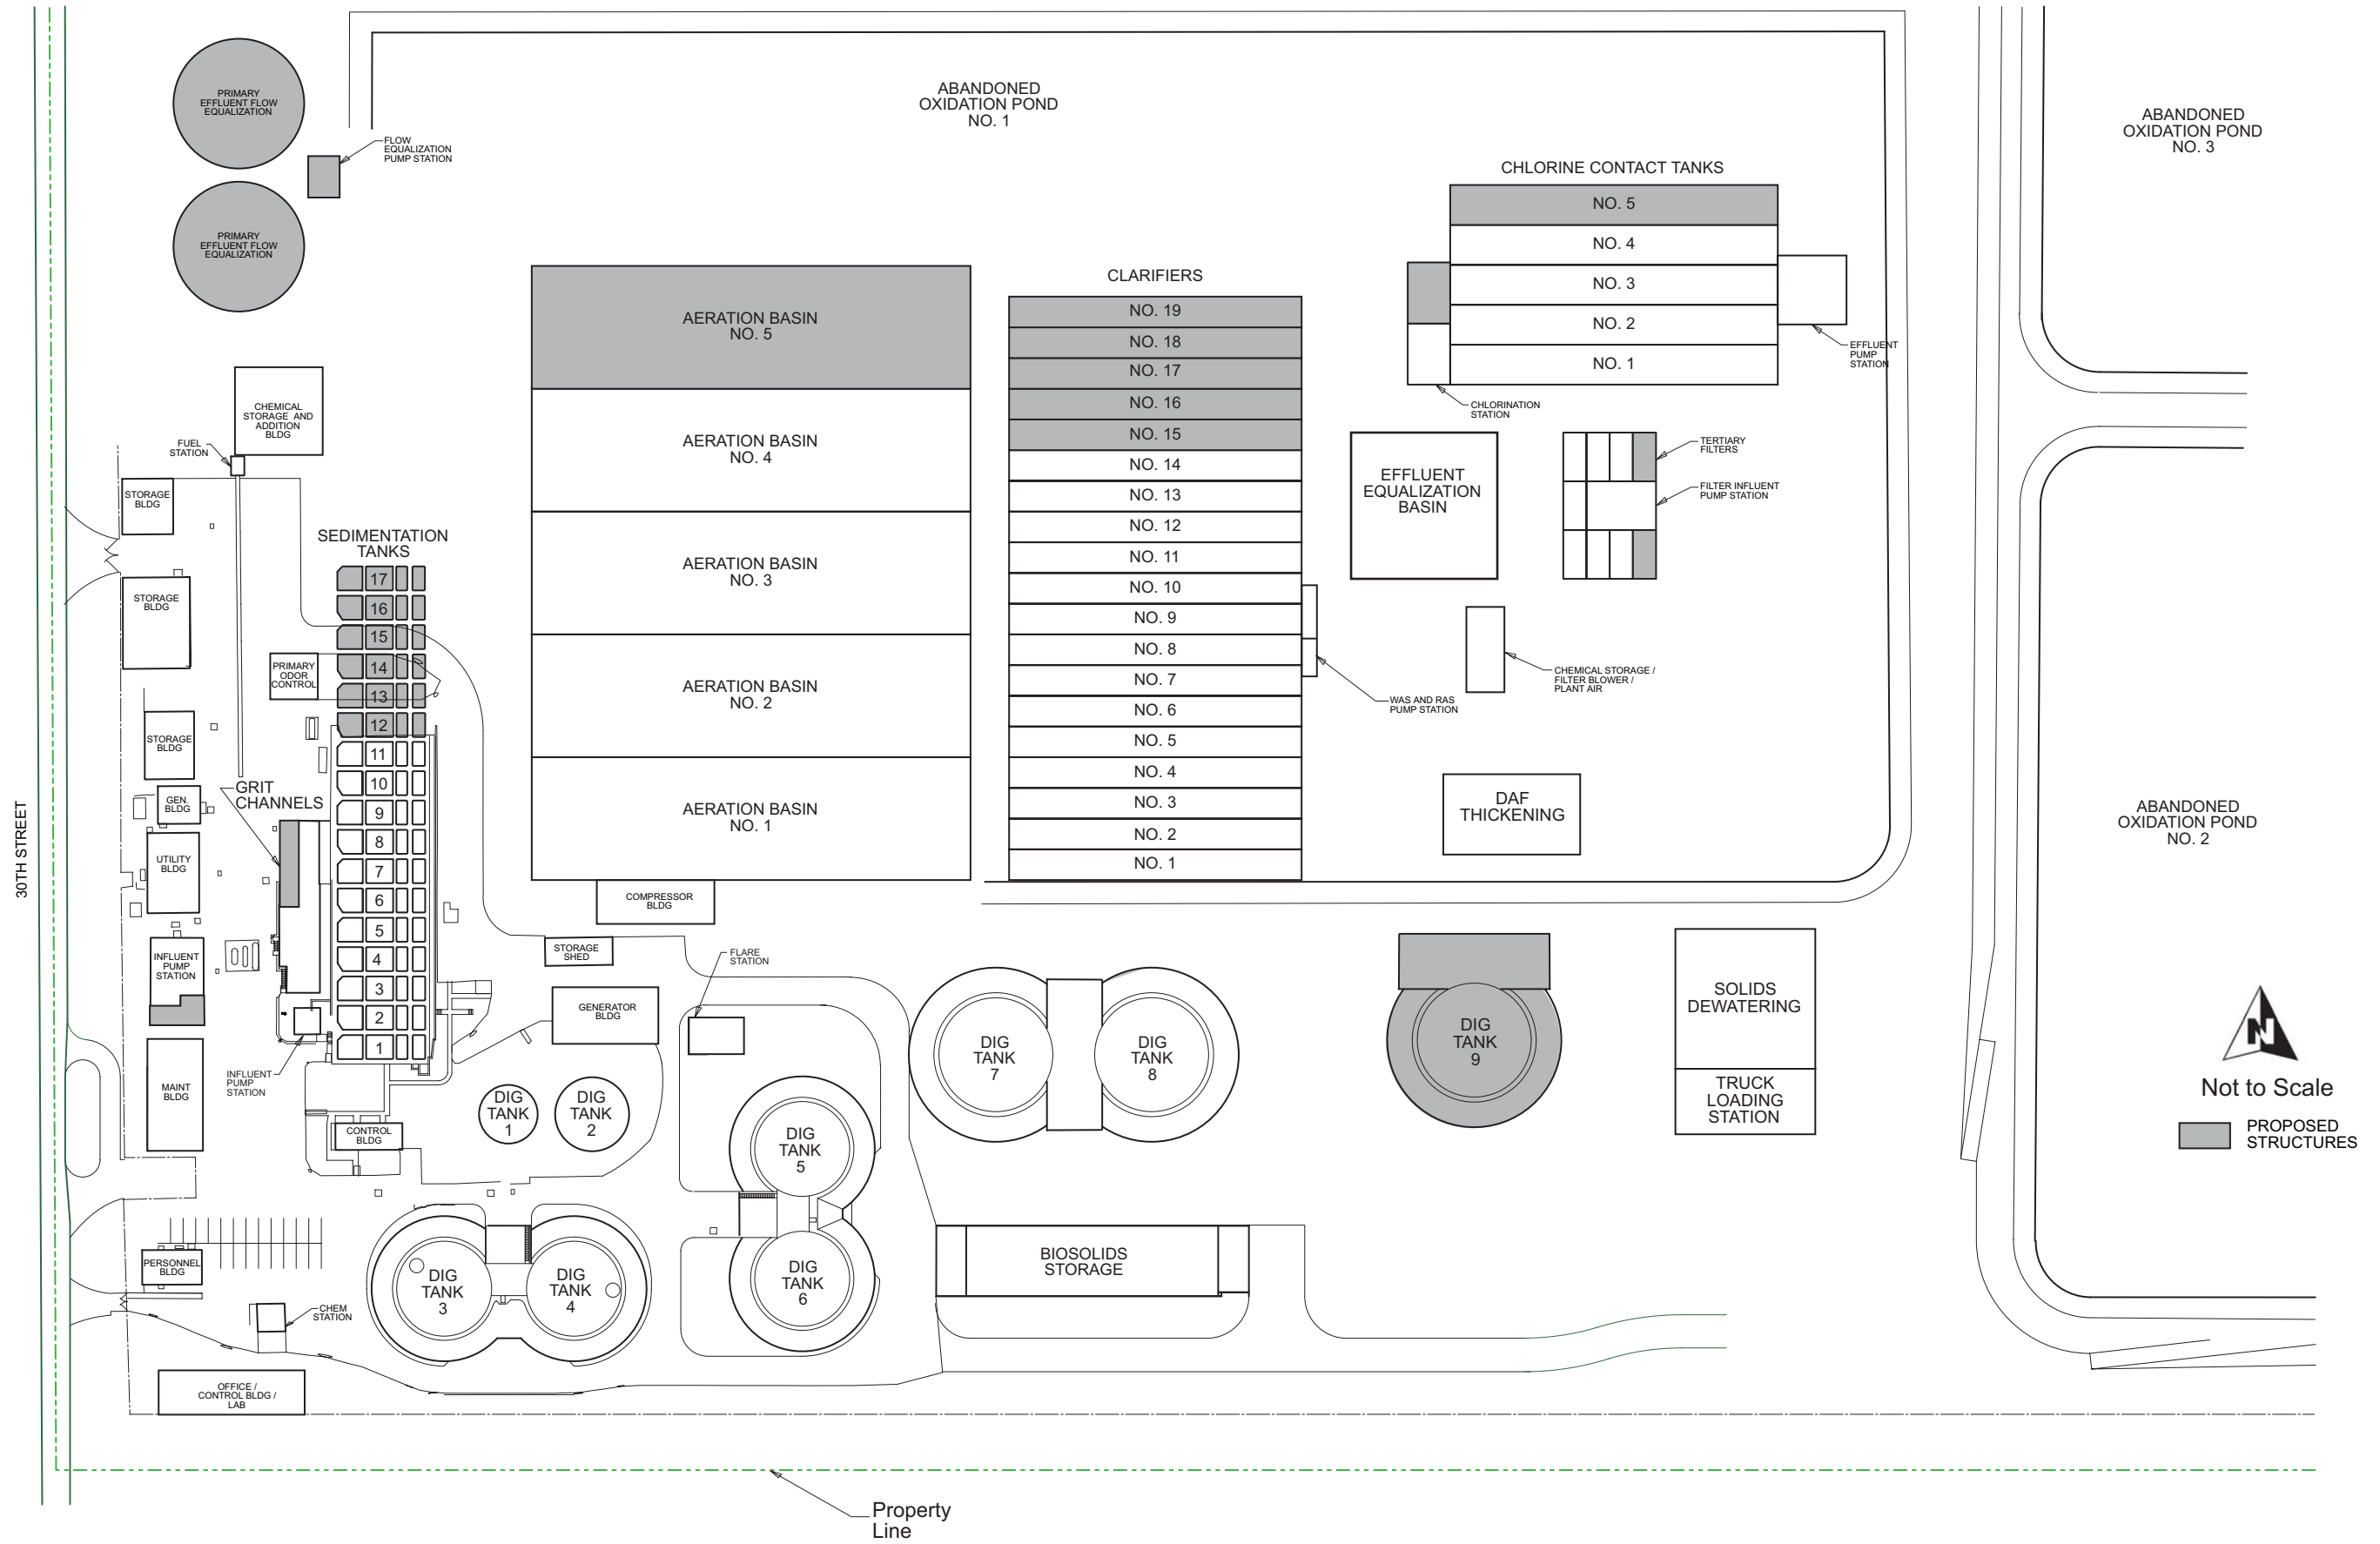 PRIMARY
EFFLUENT FLOW
EQUALIZATION
FLOW
EQUALIZATION
PUMP STATION
PRIMARY
EFFLUENT FLOW
EQUALIZATION
ABANDONED
OXIDATION POND
NO. 1
ABANDONED
OXIDATION POND
NO. 3
CHLORINE CONTACT TANKS
NO. 5
NO. 4
NO. 3
NO. 2
NO. 1
EFFLUENT
PUMP
STATION
CHLORINATION
STATION
CLARIFIERS
NO. 19
NO. 18
NO. 17
NO. 16
NO. 15
NO. 14
NO. 13
NO. 12
NO. 11
NO. 10
NO. 9
NO. 8
NO. 7
NO. 6
NO. 5
NO. 4
NO. 3
NO. 2
NO. 1
WAS AND RAS
PUMP STATION
AERATION BASIN
NO. 5
AERATION BASIN
NO. 4
AERATION BASIN
NO. 3
AERATION BASIN
NO. 2
AERATION BASIN
NO. 1
EFFLUENT
EQUALIZATION
BASIN
TERTIARY
FILTERS
FILTER INFLUENT
PUMP STATION
CHEMICAL STORAGE /
FILTER BLOWER /
PLANT AIR
DAF
THICKENING
ABANDONED
OXIDATION POND
NO. 2
CHEMICAL
STORAGE AND
ADDITION
BLDG
FUEL
STATION
STORAGE
BLDG
STORAGE
BLDG
STORAGE
BLDG
SEDIMENTATION
TANKS
17
16
15
14
13
12
11
10
9
8
7
6
5
4
3
2
1
PRIMARY
ODOR
CONTROL
GRIT
CHANNELS
GEN.
BLDG
UTILITY
BLDG
30TH STREET
INFLUENT
PUMP
STATION
MAINT
BLDG
INFLUENT
PUMP
STATION
CONTROL
BLDG
COMPRESSOR
BLDG
STORAGE
SHED
GENERATOR
BLDG
FLARE
STATION
DIG
TANK
1
DIG
TANK
2
DIG
TANK
3
DIG
TANK
4
DIG
TANK
5
DIG
TANK
6
DIG
TANK
7
DIG
TANK
8
DIG
TANK
9
SOLIDS
DEWATERING
TRUCK
LOADING
STATION
BIOSOLIDS
STORAGE
PERSONNEL
BLDG
CHEM
STATION
OFFICE /
CONTROL BLDG /
LAB
N
Not to Scale
PROPOSED
STRUCTURES
Property
Line